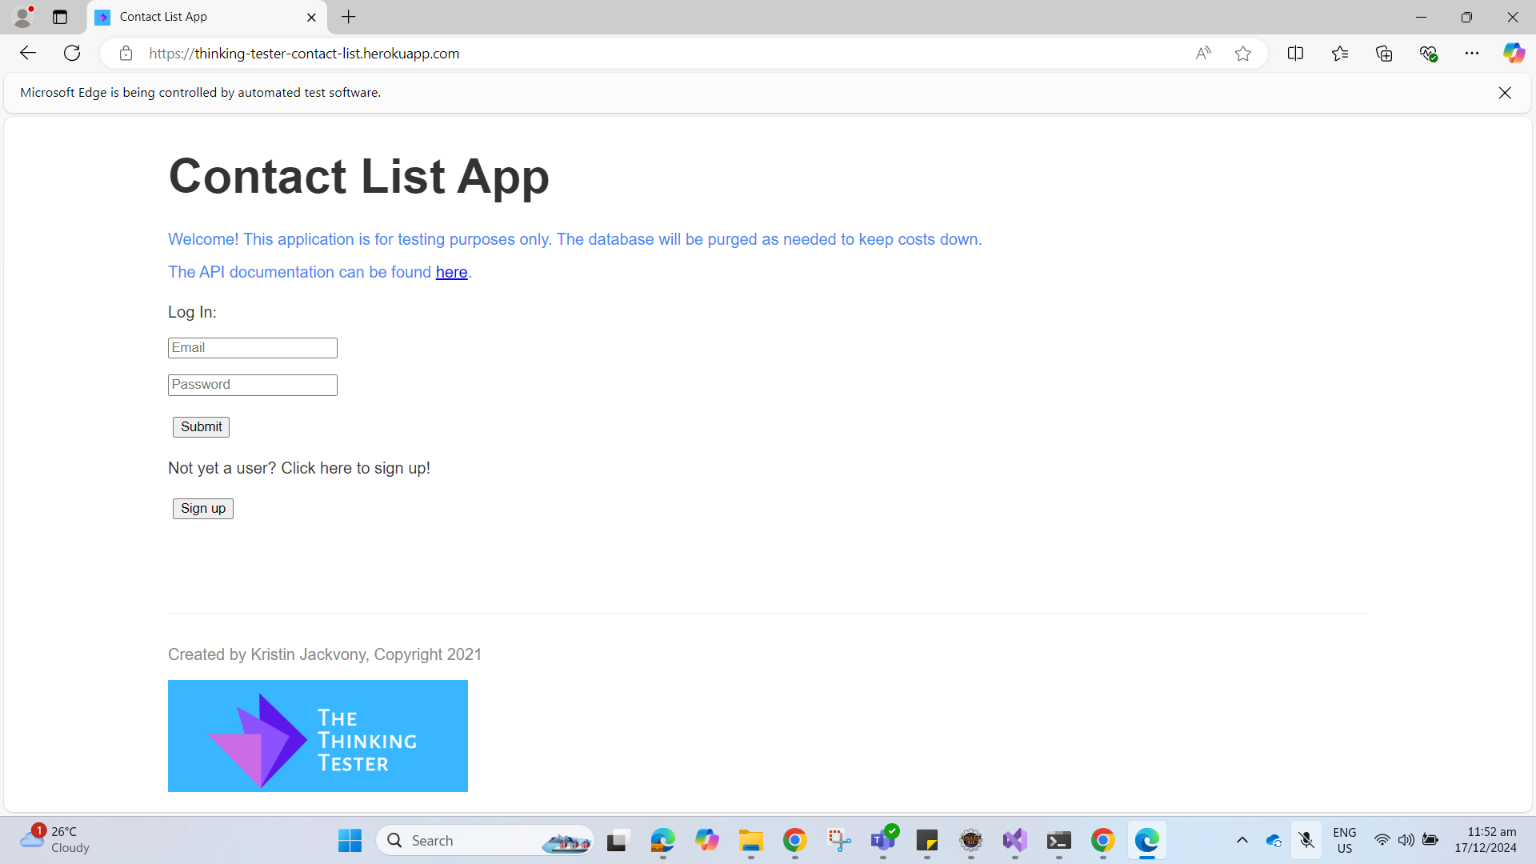 Contact List App
https://thinking-tester-contact-list.herokuapp.com
Microsoft Edge is being controlled by automated test software.
Contact List App
Welcome! This application is for testing purposes only. The database will be purged as needed to keep costs down.
The API documentation can be found here.
Log In:
Email
Password
Submit
Not yet a user? Click here to sign up!
Sign up
Created by Kristin Jackvony, Copyright 2021
THE
THINKING
TESTER
1
26°C
Cloudy
Search
ENG
US
11:52 am
17/12/2024